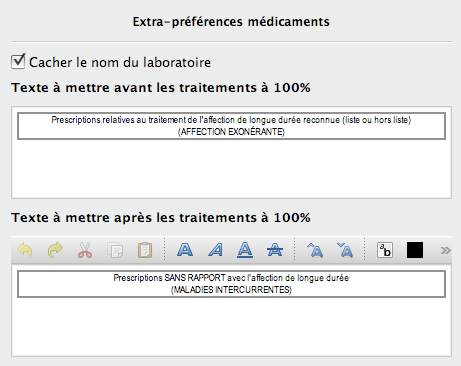 Extra-préférences médicaments
Cacher le nom du laboratoire
Texte à mettre avant les traitements à 100%
Prescriptions relatives au traitement de l'affection de longue durée reconnue (liste ou hors liste)
(AFFECTION EXONÉRANTE)
Texte à mettre après les traitements à 100%
A A A A A A ab »
Prescriptions SANS RAPPORT avec l'affection de longue durée
(MALADIES INTERCURRENTES)